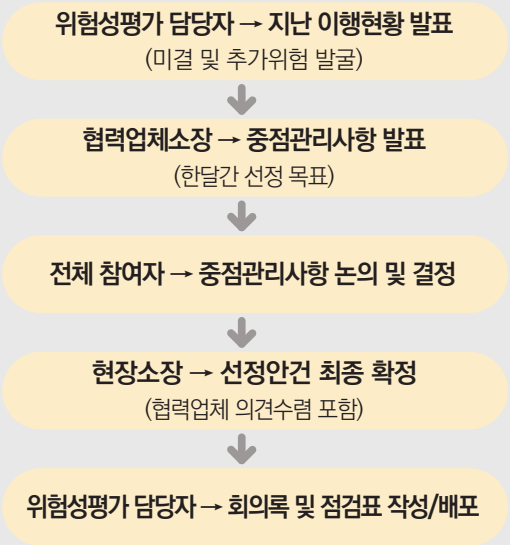 위험성평가 담당자 → 지난 이행현황 발표
(미결 및 추가위험 발굴)
협력업체소장 → 중점관리사항 발표
(한달간 선정 목표)
전체 참여자 → 중점관리사항 논의 및 결정
현장소장 → 선정안건 최종 확정
(협력업체 의견수렴 포함)
위험성평가 담당자 → 회의록 및 점검표 작성/배포